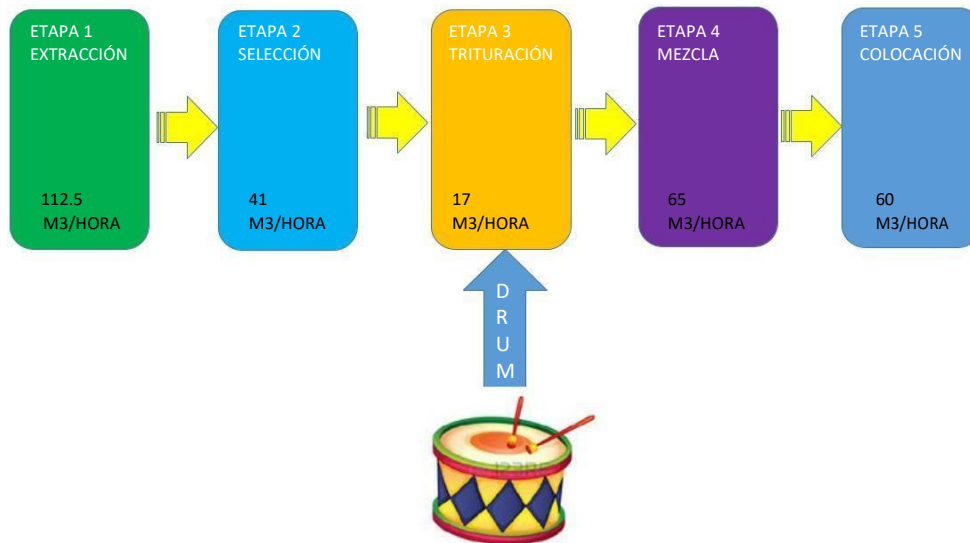 ETAPA 1
EXTRACCIÓN
112.5
M3/HORA
ETAPA 2
SELECCIÓN
41
M3/HORA
ETAPA 3
TRITURACIÓN
17
M3/HORA
ETAPA 4
MEZCLA
65
M3/HORA
ETAPA 5
COLOCACIÓN
60
M3/HORA
D
R
U
M